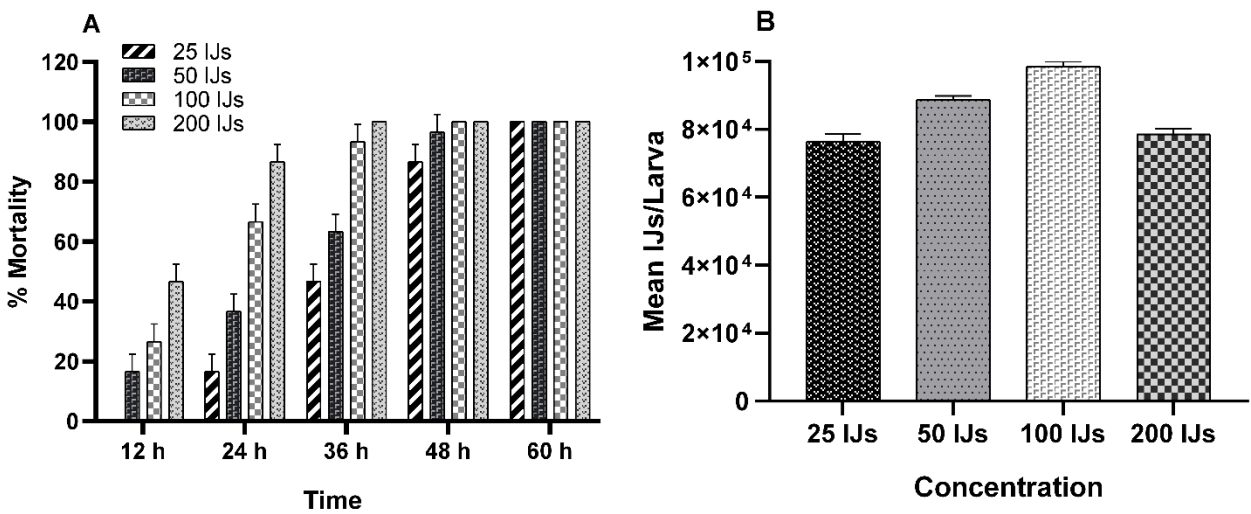 A
25 IJs
50 IJs
100 IJs
200 IJs
% Mortality
120
100
80
60
40
20
0
12 h 24 h 36 h 48 h 60 h
Time
B
Mean IJs/Larva
1×10⁵
8×10⁴
6×10⁴
4×10⁴
2×10⁴
0
25 IJs 50 IJs 100 IJs 200 IJs
Concentration